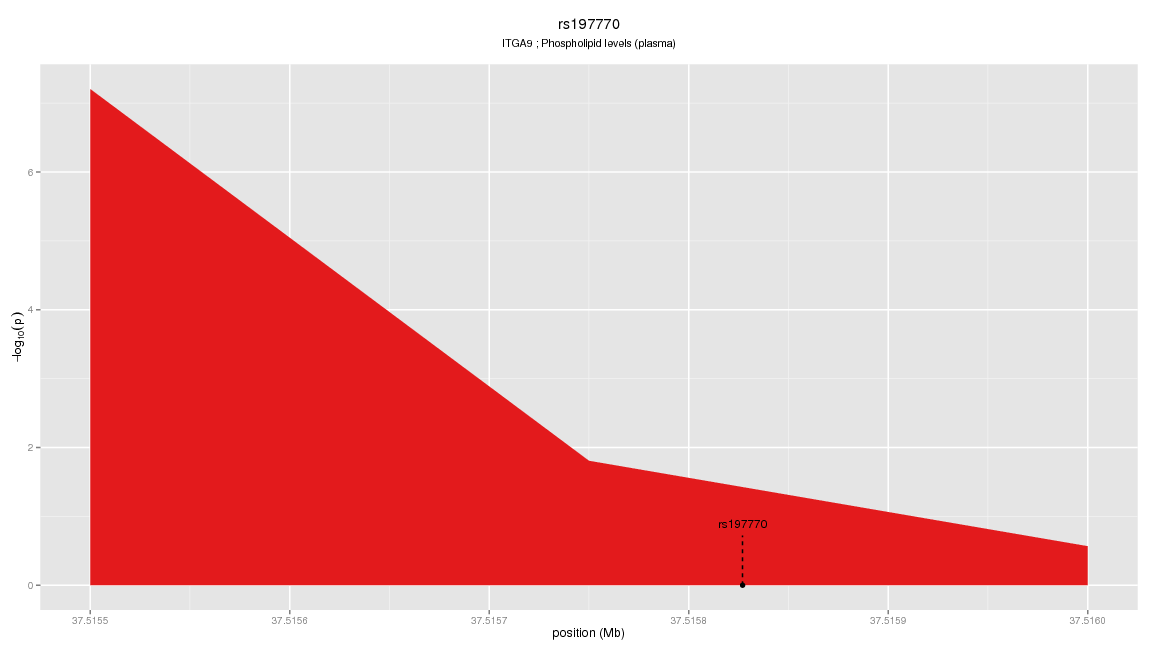 rs197770
ITGA9 ; Phospholipid levels (plasma)
−log10(p)
6
4
2
0
rs197770
37.5155
37.5156
37.5157
37.5158
37.5159
37.5160
position (Mb)